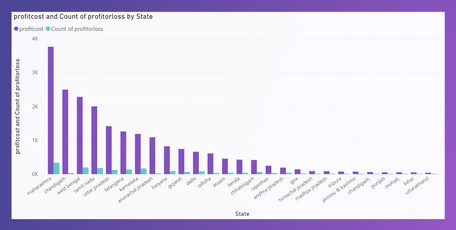 profitcost and Count of profitorloss by State
profitcost Count of profitorloss
profitcost and Count of profitorloss
4K
3K
2K
1K
0K
maharashtra
chandigarh
west bengal
tamil nadu
uttar pradesh
telangana
karnataka
arunachal pradesh
haryana
gujarat
delhi
odisha
assam
kerala
chhattisgarh
rajasthan
andhra pradesh
goa
himachal pradesh
madhya pradesh
tripura
jammu & kashmir
chandigarh
punjab
mohali
bihar
uttarakhand
State